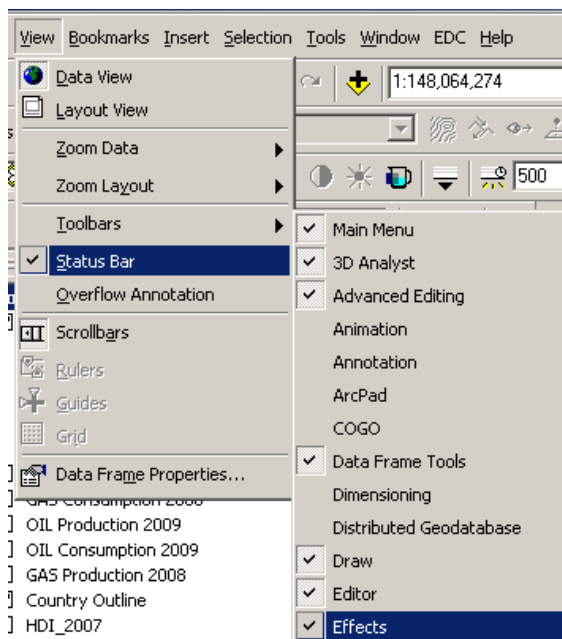 View Bookmarks Insert Selection Tools Window EDC Help
Data View
1:148,064,274
Layout View
Zoom Data
Zoom Layout
500
Toolbars
Status Bar
Overflow Annotation
Scrollbars
Rulers
Guides
Grid
Data Frame Properties...
OIL Production 2009
OIL Consumption 2009
GAS Production 2008
Country Outline
HDI_2007
Main Menu
3D Analyst
Advanced Editing
Animation
Annotation
ArcPad
COGO
Data Frame Tools
Dimensioning
Distributed Geodatabase
Draw
Editor
Effects